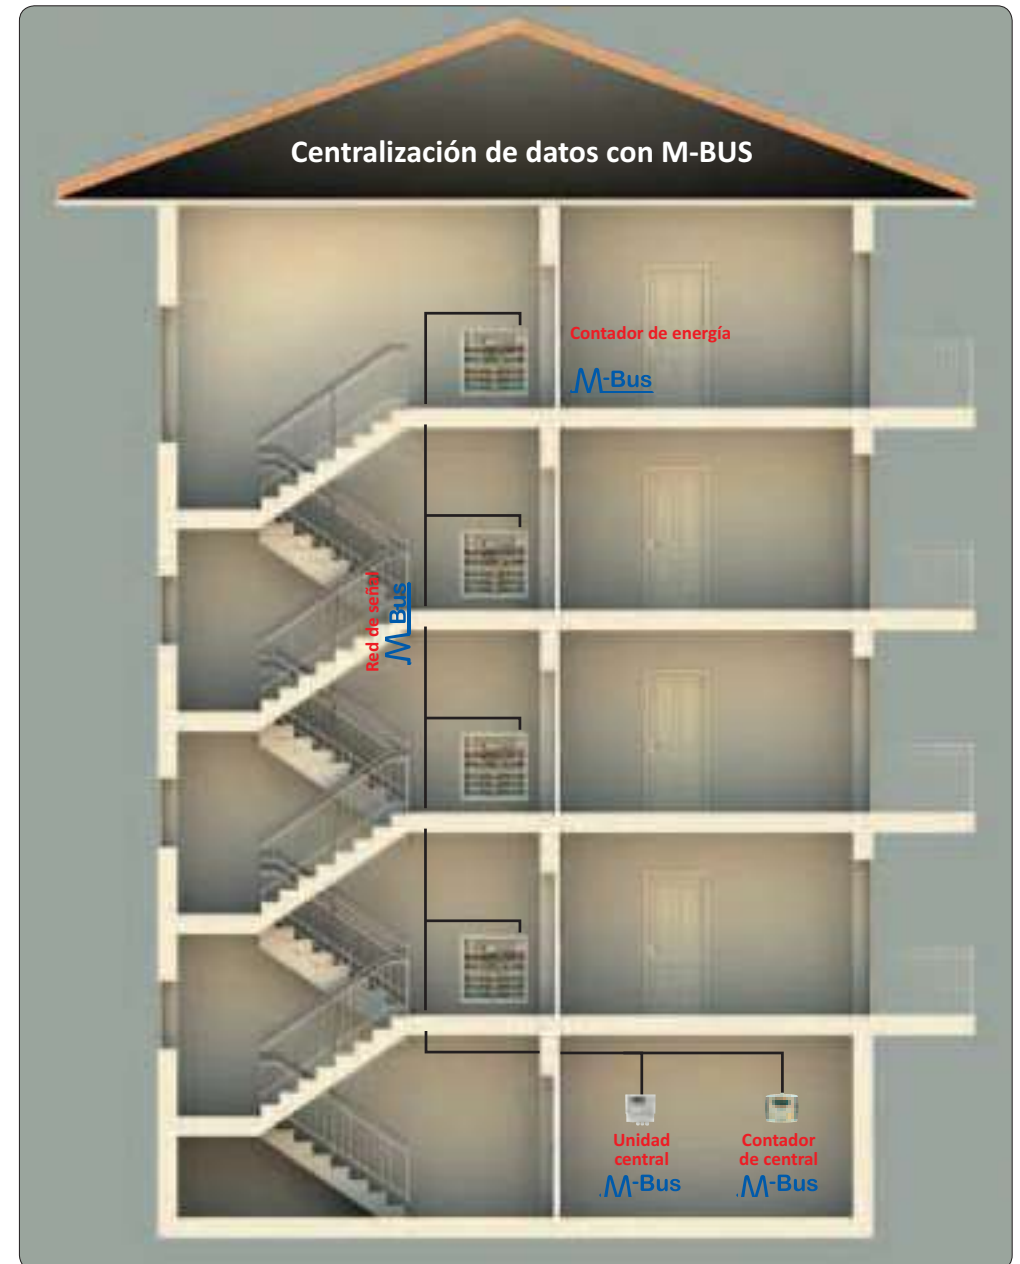 Centralización de datos con M-BUS
Contador de energía
M-Bus
Red de señal
M-Bus
Unidad
central
M-Bus
Contador
de central
M-Bus